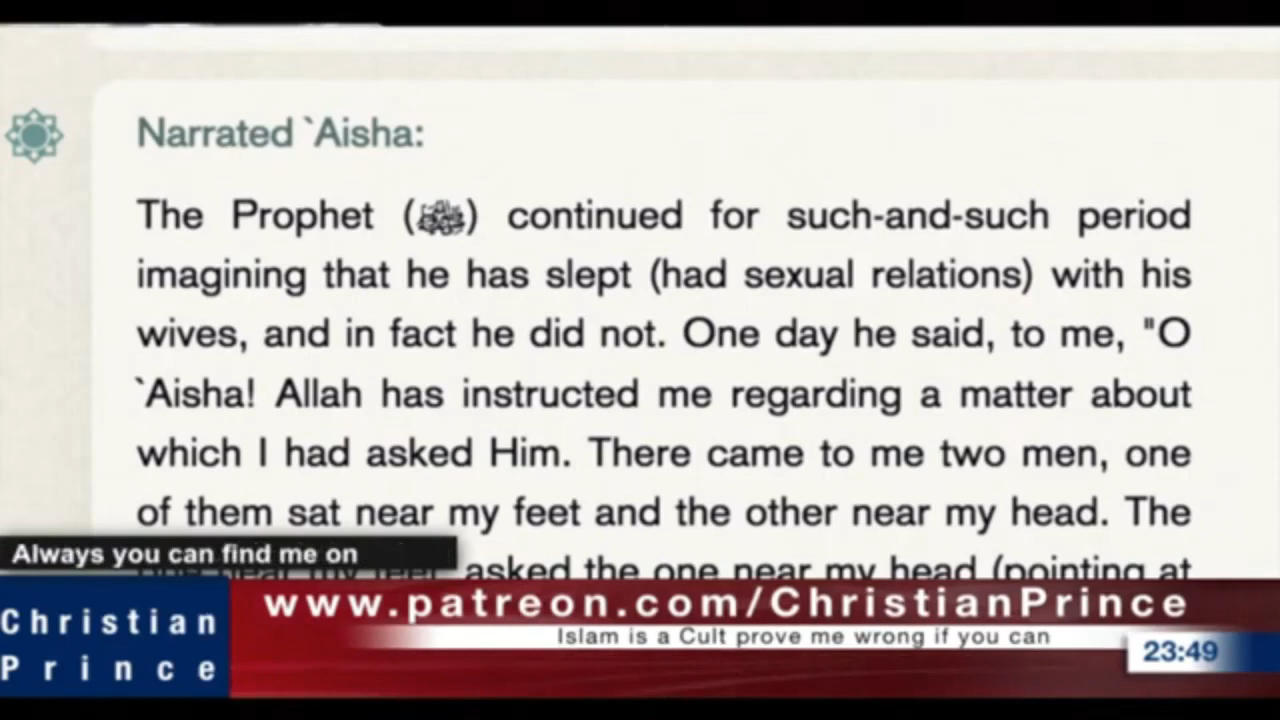 Narrated `Aisha:
The Prophet (ﷺ) continued for such-and-such period
imagining that he has slept (had sexual relations) with his
wives, and in fact he did not. One day he said, to me, "O
`Aisha! Allah has instructed me regarding a matter about
which I had asked Him. There came to me two men, one
of them sat near my feet and the other near my head. The
asked the one near my head (pointing at
Always you can find me on
www.patreon.com/ChristianPrince
Islam is a Cult prove me wrong if you can
Christian
Prince
23:49